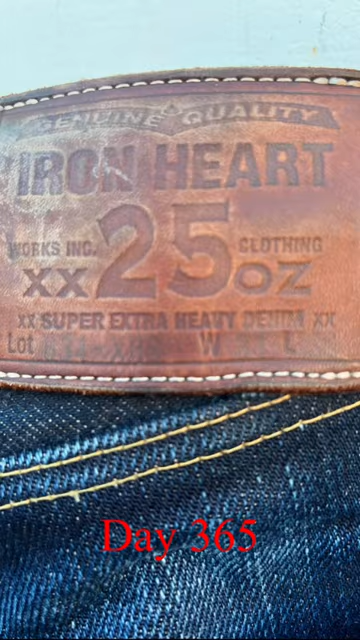 GENUINE QUALITY
IRON HEART
WORKS INC. 25 CLOTHING
XX OZ
XX SUPER EXTRA HEAVY DENIM XX
Lot W L
Day 365